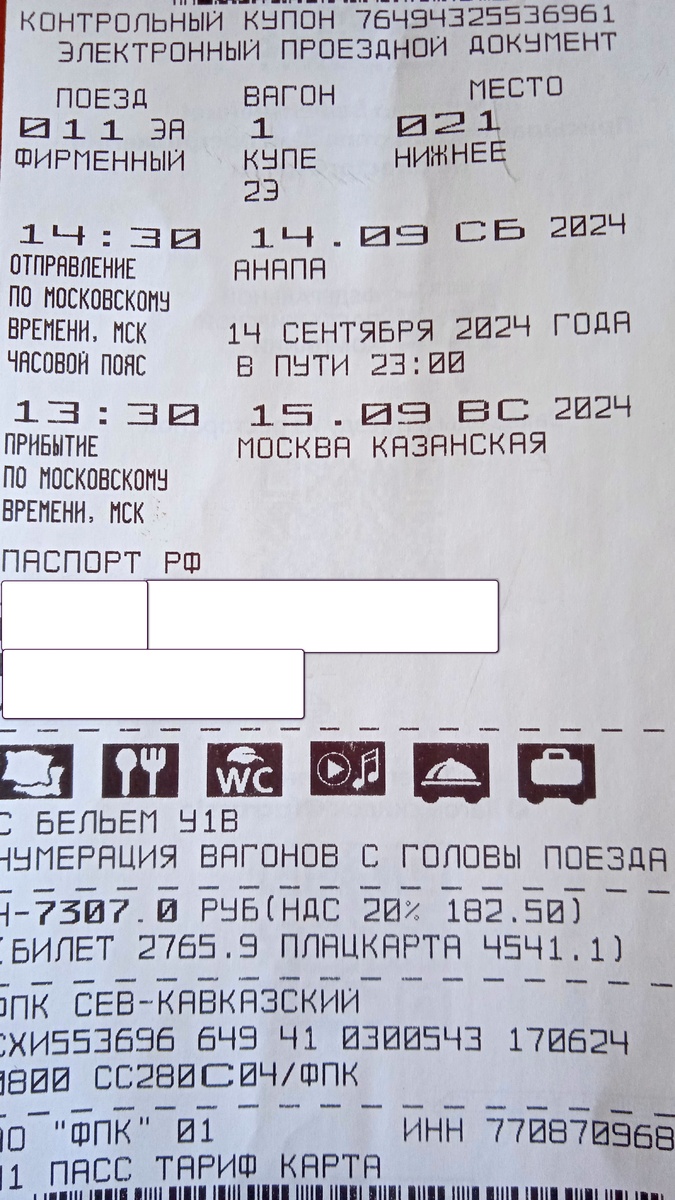 КОНТРОЛЬНЫЙ КУПОН 76494325536961
ЭЛЕКТРОННЫЙ ПРОЕЗДНОЙ ДОКУМЕНТ
ПОЕЗД ВАГОН МЕСТО
011 ЭА 1 021
ФИРМЕННЫЙ КУПЕ НИЖНЕЕ
2Э
14:30 14.09 СБ 2024
ОТПРАВЛЕНИЕ АНАПА
ПО МОСКОВСКОМУ
ВРЕМЕНИ, МСК 14 СЕНТЯБРЯ 2024 ГОДА
ЧАСОВОЙ ПОЯС В ПУТИ 23:00
13:30 15 09 ВС 2024
ПРИБЫТИЕ МОСКВА КАЗАНСКАЯ
ПО МОСКОВСКОМУ
ВРЕМЕНИ, МСК
ПАСПОРТ РФ
WC
С БЕЛЬЕМ У1В
НУМЕРАЦИЯ ВАГОНОВ С ГОЛОВЫ ПОЕЗДА
Н-7307.0 РУБ(НДС 20% 182.50)
(БИЛЕТ 2765.9 ПЛАЦКАРТА 4541.1)
ФПК СЕВ-КАВКАЗСКИЙ
СХИ553696 649 41 0300543 170624
0800 СС280С04/ФПК
АО "ФПК" 01 ИНН 770870968
01 ПАСС ТАРИФ КАРТА